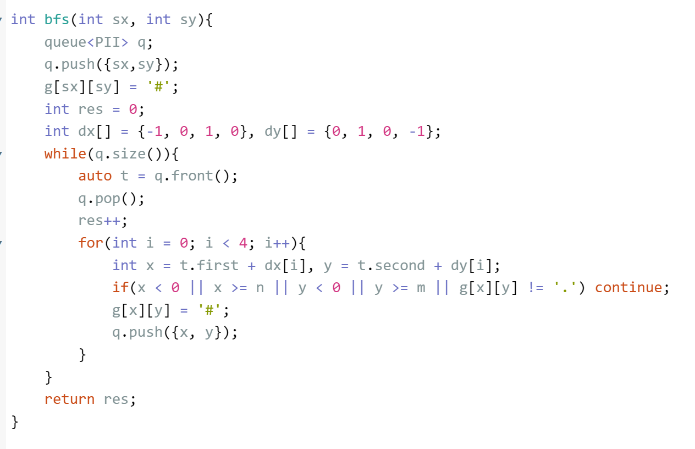 int bfs(int sx, int sy){
    queue<PII> q;
    q.push({sx,sy});
    g[sx][sy] = '#';
    int res = 0;
    int dx[] = {-1, 0, 1, 0}, dy[] = {0, 1, 0, -1};
    while(q.size()){
        auto t = q.front();
        q.pop();
        res++;
        for(int i = 0; i < 4; i++){
            int x = t.first + dx[i], y = t.second + dy[i];
            if(x < 0 || x >= n || y < 0 || y >= m || g[x][y] != '.') continue;
            g[x][y] = '#';
            q.push({x, y});
        }
    }
    return res;
}